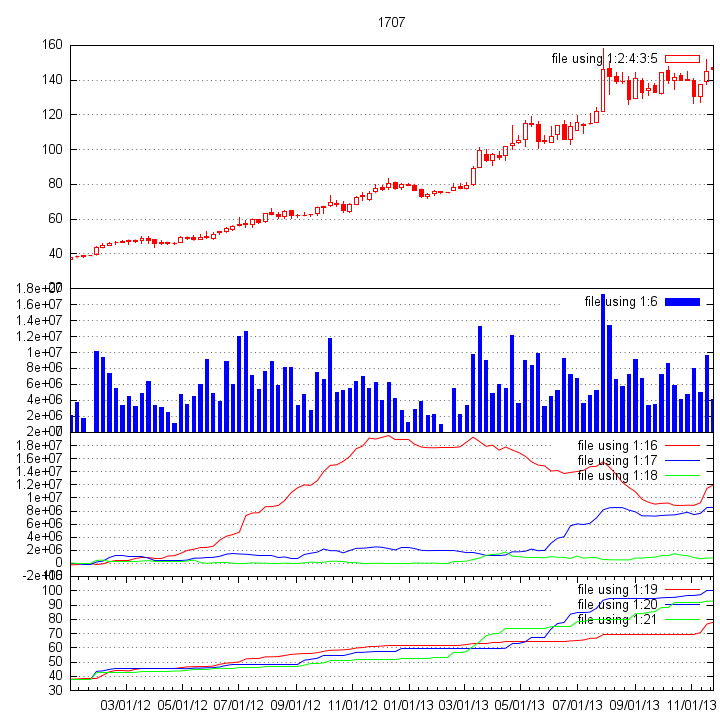 1707
160
file using 1:2:4:3:5
140
120
100
80
60
40
1.8e+07
file using 1:6
1.6e+07
1.4e+07
1.2e+07
1e+07
8e+06
6e+06
4e+06
2e+06
2e+07
1.8e+07
file using 1:16
1.6e+07
file using 1:17
1.4e+07
file using 1:18
1.2e+07
1e+07
8e+06
6e+06
4e+06
2e+06
0
-2e+06
100
file using 1:19
90
file using 1:20
80
file using 1:21
70
60
50
40
30
03/01/12 05/01/12 07/01/12 09/01/12 11/01/12 01/01/13 03/01/13 05/01/13 07/01/13 09/01/13 11/01/13